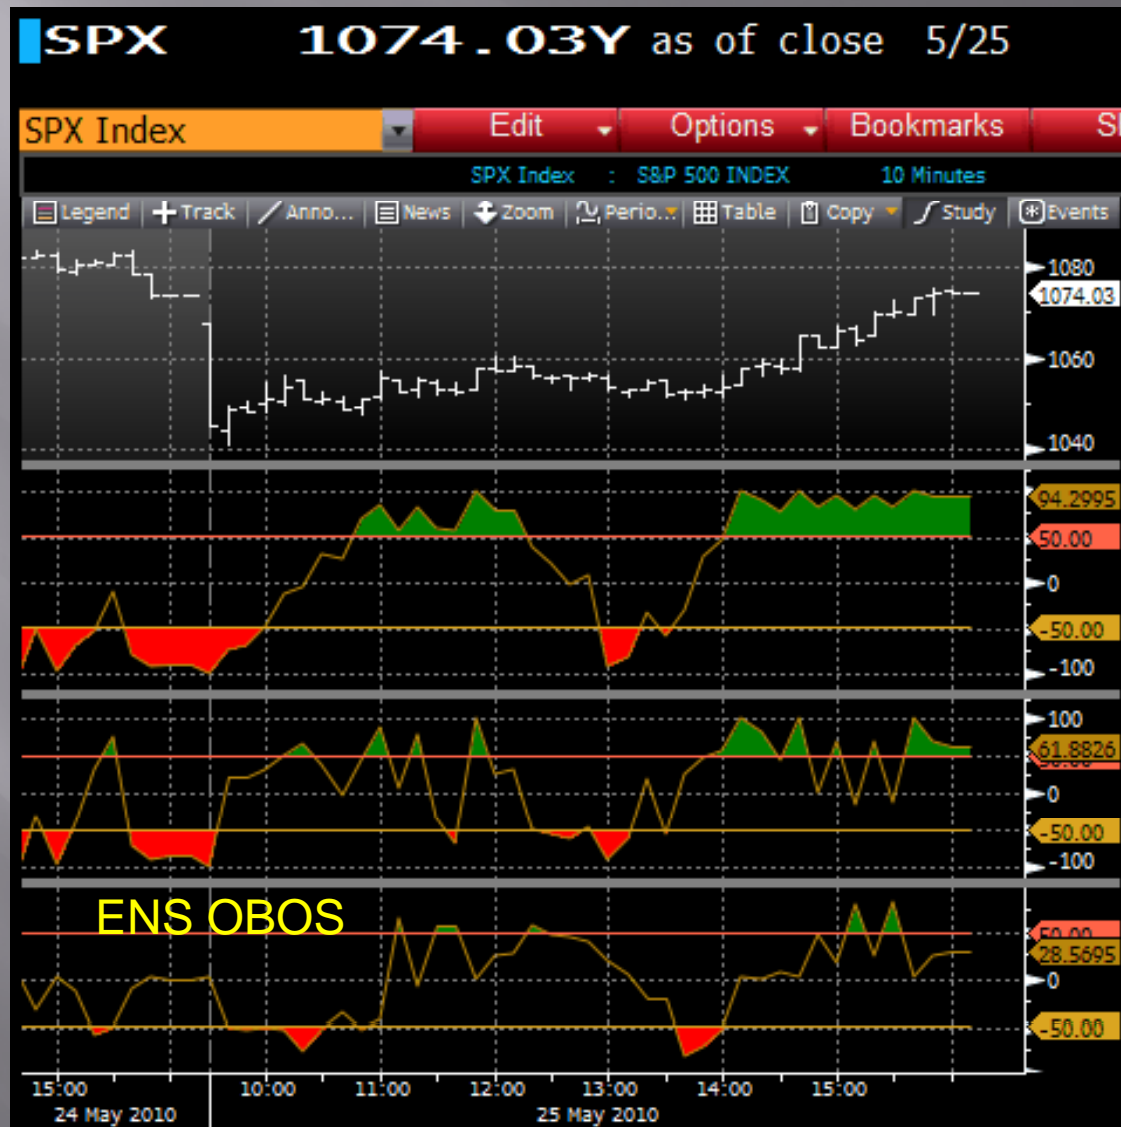 SPX 1074.03Y as of close 5/25
SPX Index Edit Options Bookmarks
SPX Index : S&P 500 INDEX 10 Minutes
Legend Track Anno... News Zoom Perio... Table Copy Study Events
1080
1074.03
1060
1040
94.2995
50.00
0
-50.00
-100
100
61.8826
0
-50.00
-100
ENS OBOS
50.00
28.5695
0
-50.00
15:00 10:00 11:00 12:00 13:00 14:00 15:00
24 May 2010 25 May 2010